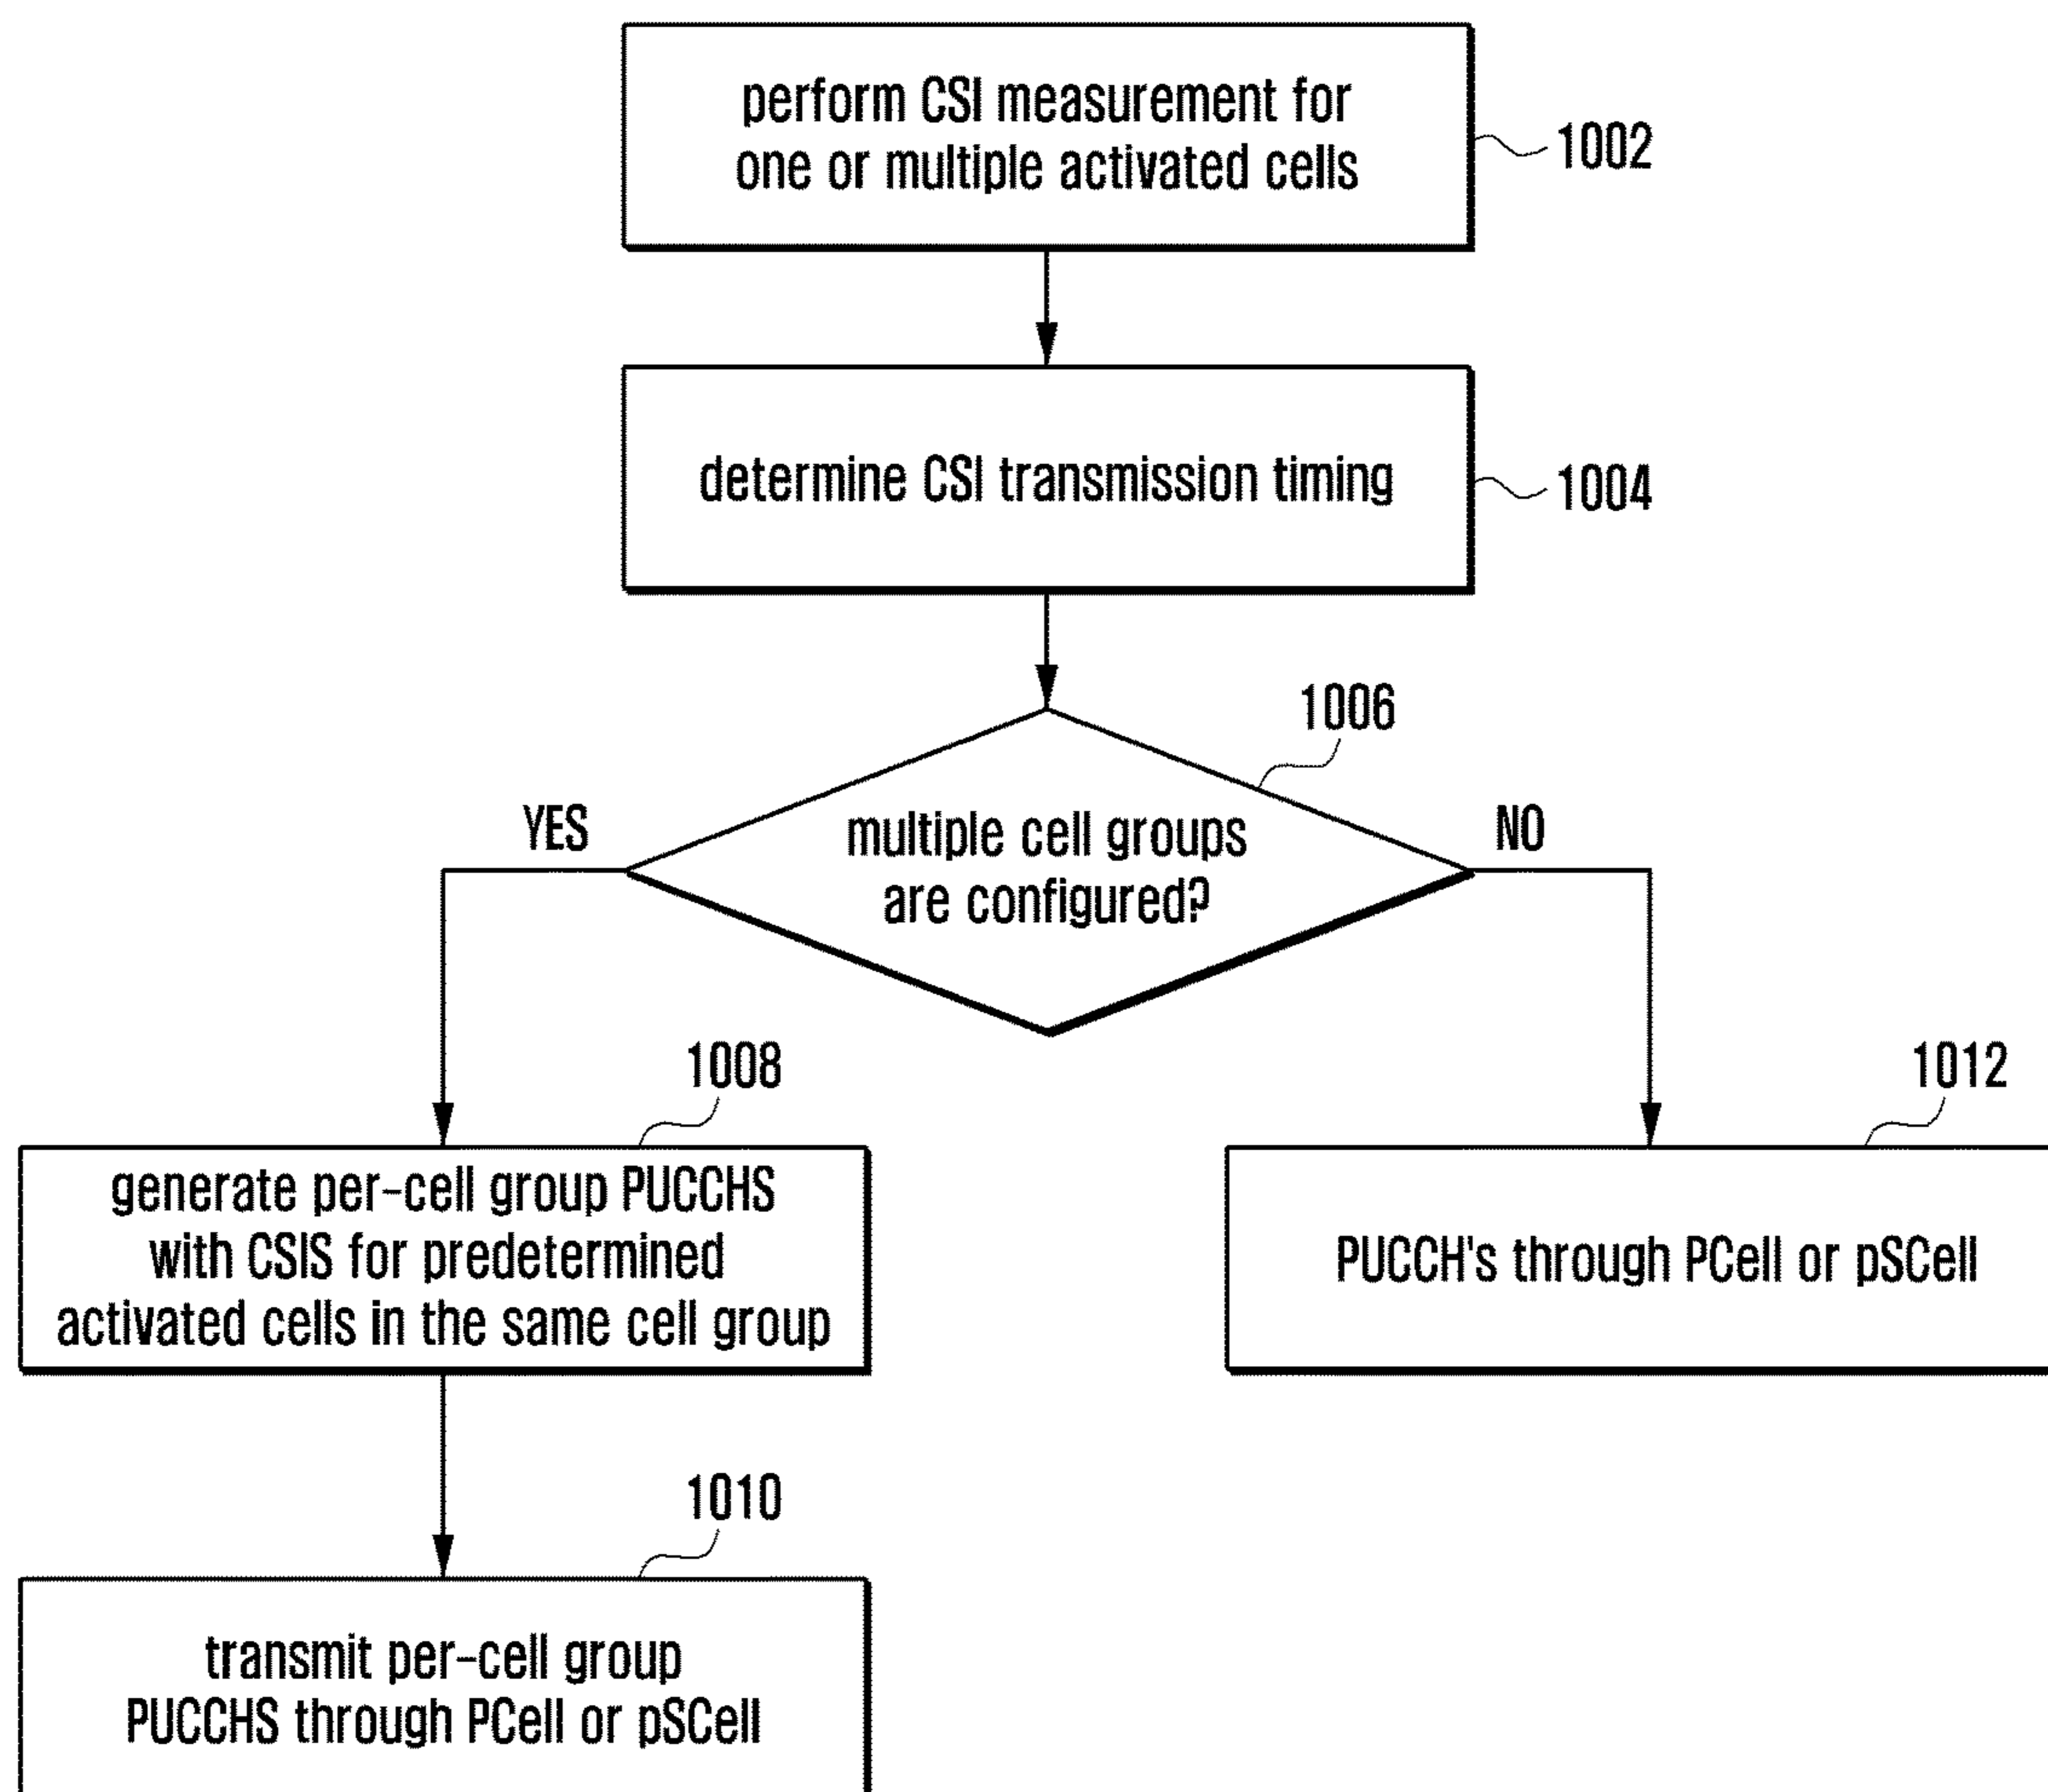 perform CSI measurement for
one or multiple activated cells
1002
determine CSI transmission timing
1004
1006
multiple cell groups
are configured?
YES
NO
1008
generate per-cell group PUCCHS
with CSIS for predetermined
activated cells in the same cell group
1012
PUCCH's through PCell or pSCell
1010
transmit per-cell group
PUCCHS through PCell or pSCell